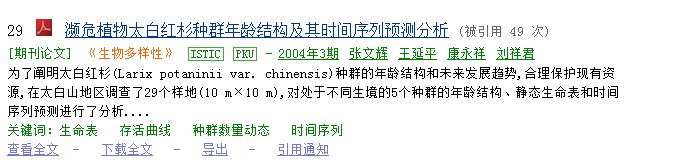 29 濒危植物太白红杉种群年龄结构及其时间序列预测分析 (被引用 49 次)
[期刊论文] 《生物多样性》 ISTIC PKU - 2004年3期 张文辉 王延平 康永祥 刘祥君
为了阐明太白红杉(Larix potaninii var. chinensis)种群的年龄结构和未来发展趋势,合理保护现有资
源,在太白山地区调查了29个样地(10 m×10 m),对处于不同生境的5个种群的年龄结构、静态生命表和时间
序列预测进行了分析....
关键词: 生命表 存活曲线 种群数量动态 时间序列
查看全文 - 下载全文 - 导出 - 引用通知